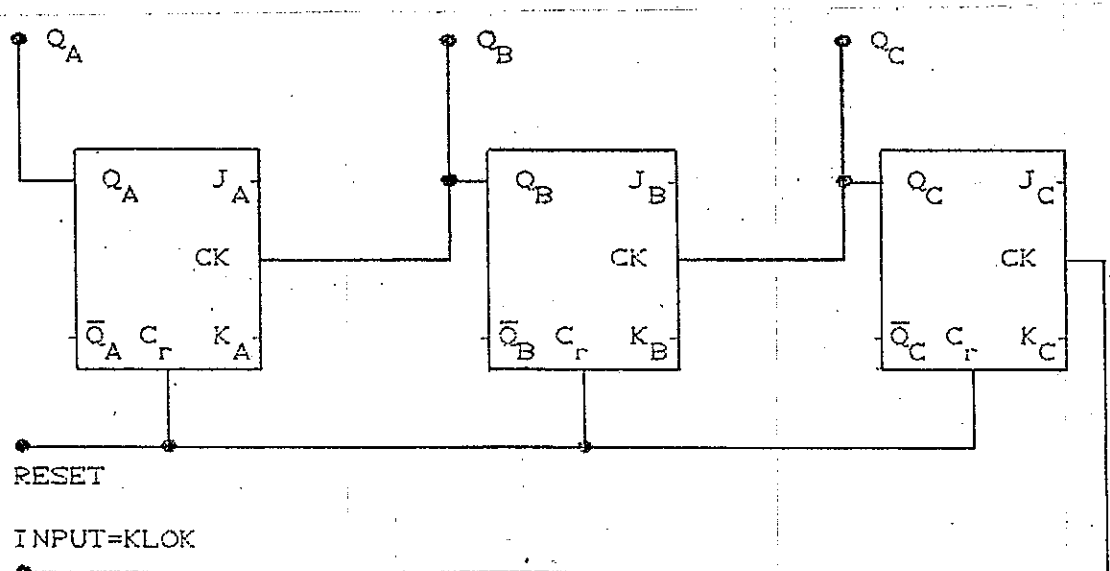 Q_A Q_B Q_C
Q_A J_A Q_B J_B Q_C J_C
CK CK CK
Q̅_A C_r K_A Q̅_B C_r K_B Q̅_C C_r K_C
RESET
INPUT=KLOK